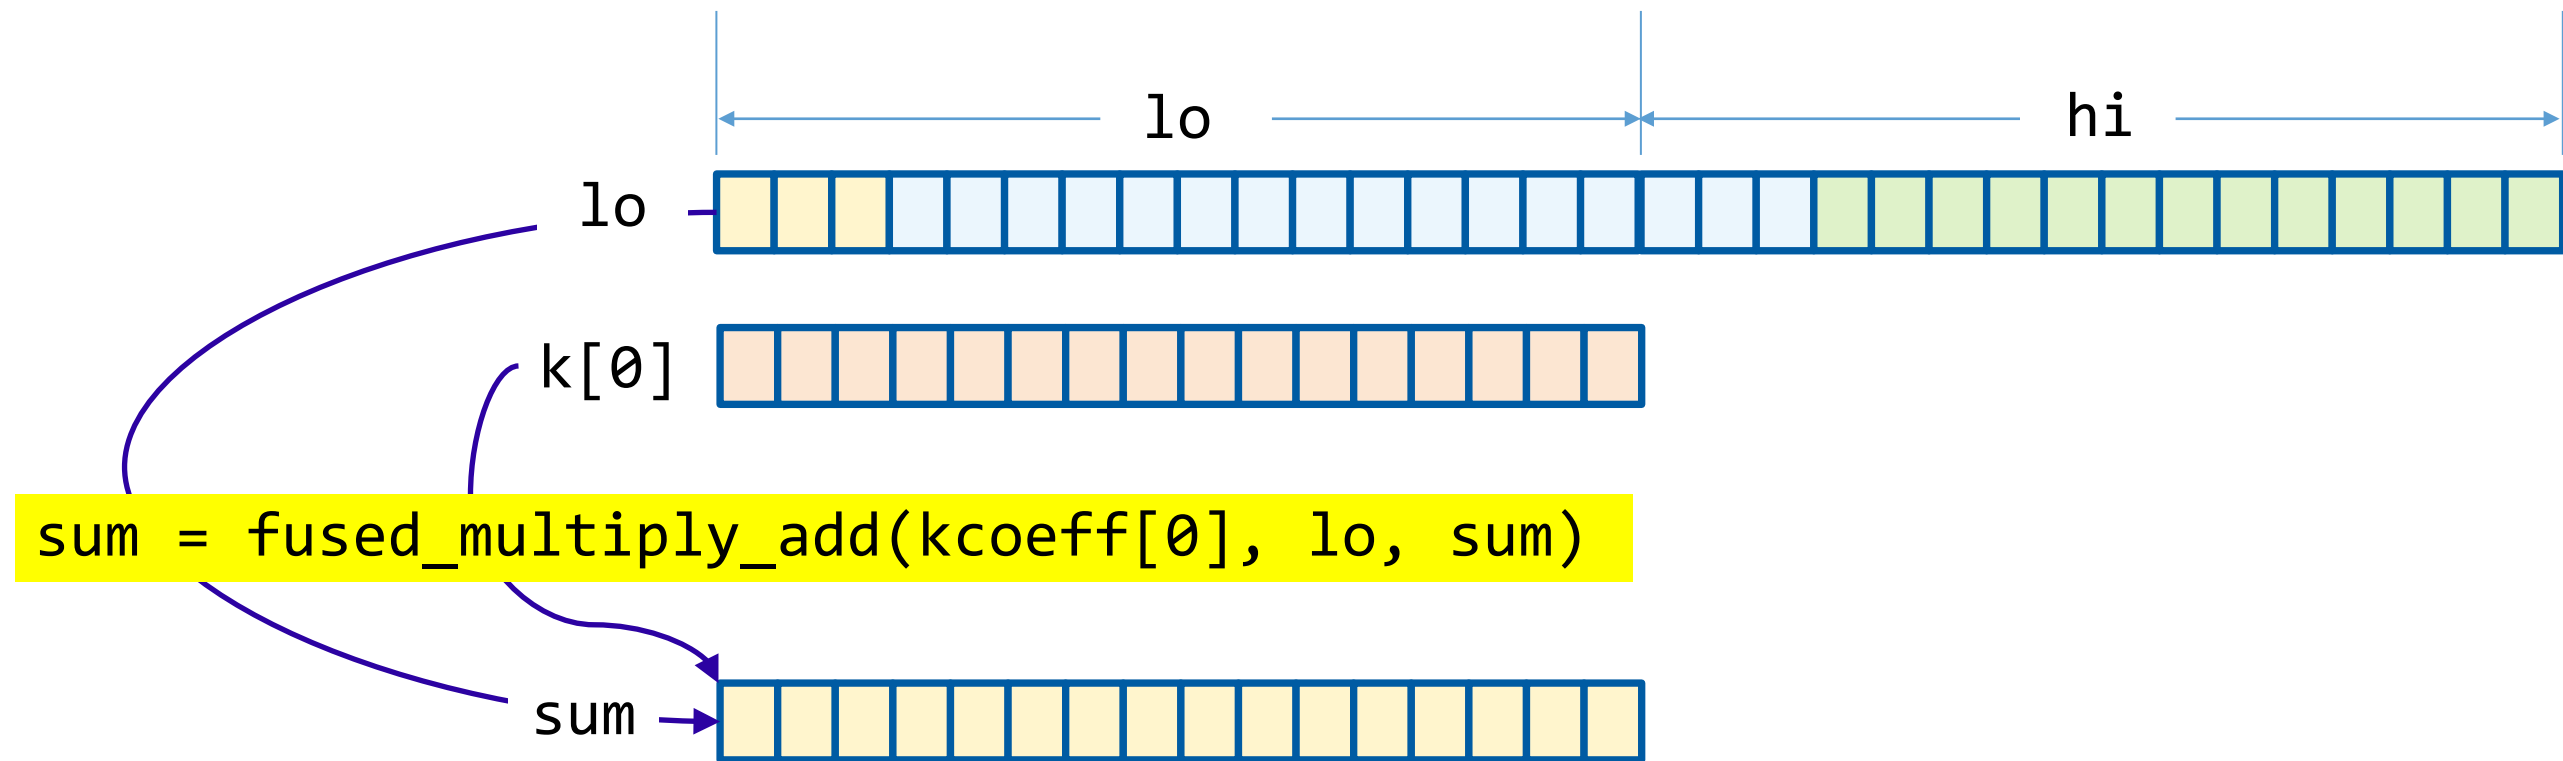 lo
hi
lo
k[0]
sum = fused_multiply_add(kcoeff[0], lo, sum)
sum